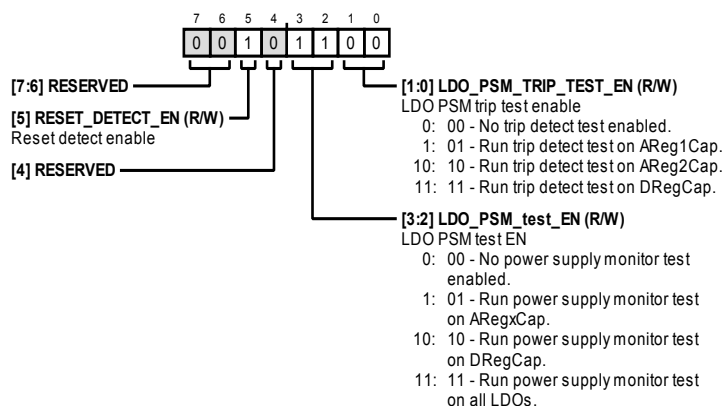 7 6 5 4 3 2 1 0
0 0 1 0 1 1 0 0
[7:6] RESERVED
[5] RESET_DETECT_EN (R/W)
Reset detect enable
[4] RESERVED
[1:0] LDO_PSM_TRIP_TEST_EN (R/W)
LDO PSM trip test enable
0: 00 - No trip detect test enabled.
1: 01 - Run trip detect test on AReg1Cap.
10: 10 - Run trip detect test on AReg2Cap.
11: 11 - Run trip detect test on DRegCap.
[3:2] LDO_PSM_test_EN (R/W)
LDO PSM test EN
0: 00 - No power supply monitor test
enabled.
1: 01 - Run power supply monitor test
on ARegxCap.
10: 10 - Run power supply monitor test
on DRegCap.
11: 11 - Run power supply monitor test
on all LDOs.